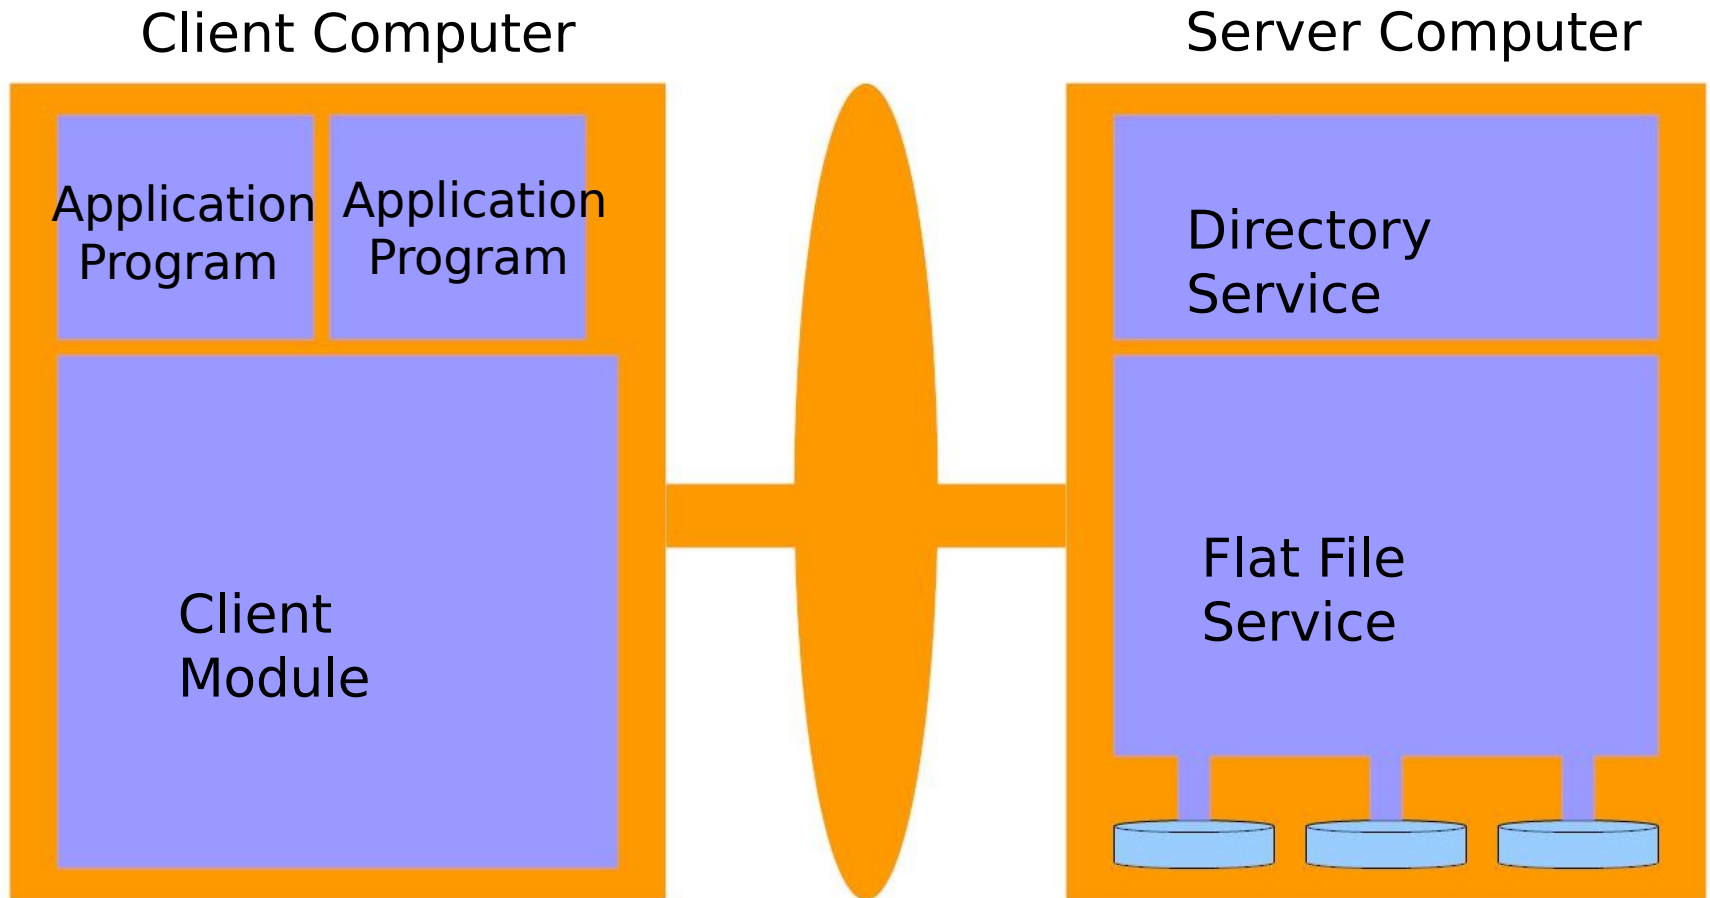 Client Computer
Server Computer
Application
Program
Application
Program
Client
Module
Directory
Service
Flat File
Service